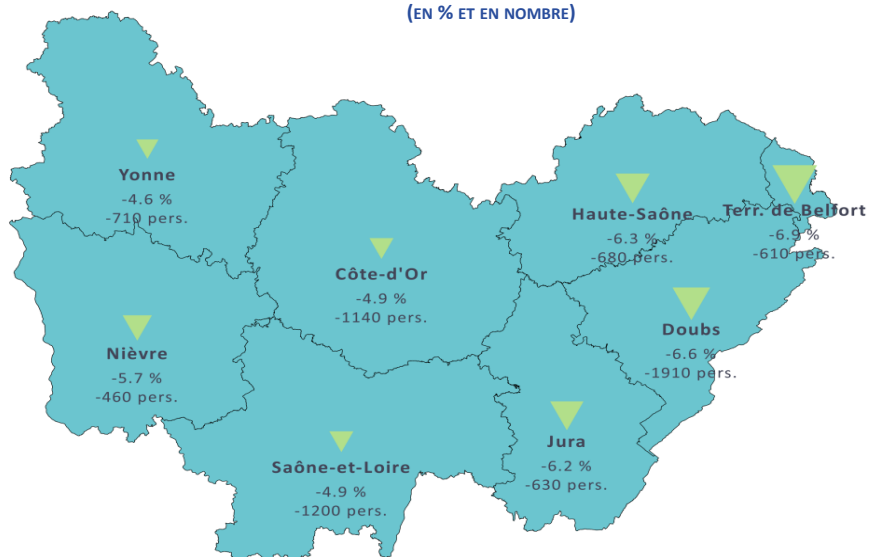 (EN % ET EN NOMBRE)
Yonne
-4.6 %
-710 pers.
Haute-Saône
-6.3 %
-680 pers.
Terr. de Belfort
-6.9 %
-610 pers.
Côte-d'Or
-4.9 %
-1140 pers.
Doubs
-6.6 %
-1910 pers.
Nièvre
-5.7 %
-460 pers.
Jura
-6.2 %
-630 pers.
Saône-et-Loire
-4.9 %
-1200 pers.